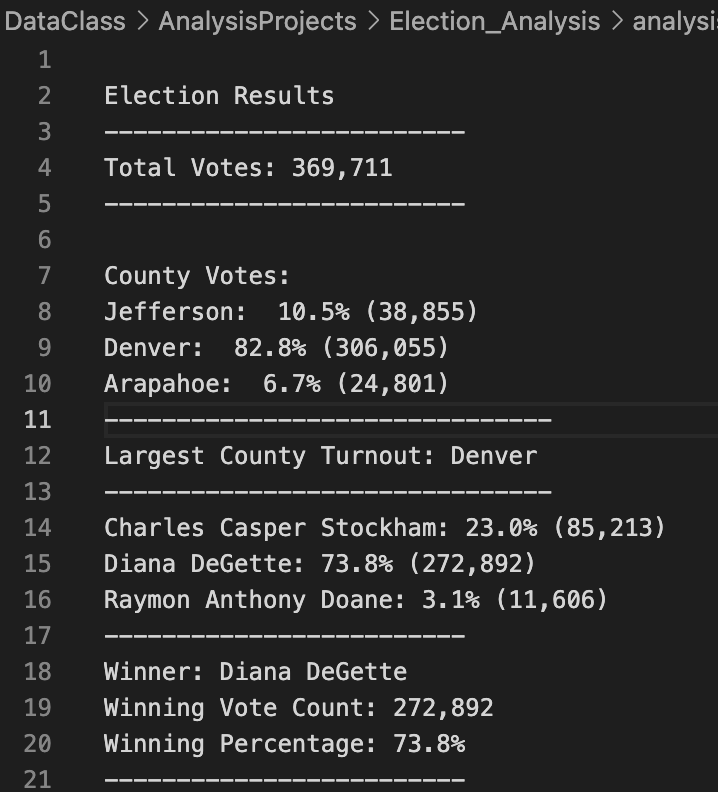 DataClass > AnalysisProjects > Election_Analysis > analysi
1
2 Election Results
3 -------------------------
4 Total Votes: 369,711
5 -------------------------
6
7 County Votes:
8 Jefferson:  10.5% (38,855)
9 Denver:  82.8% (306,055)
10 Arapahoe:  6.7% (24,801)
11 -------------------------------
12 Largest County Turnout: Denver
13 -------------------------------
14 Charles Casper Stockham: 23.0% (85,213)
15 Diana DeGette: 73.8% (272,892)
16 Raymon Anthony Doane: 3.1% (11,606)
17 -------------------------
18 Winner: Diana DeGette
19 Winning Vote Count: 272,892
20 Winning Percentage: 73.8%
21 -------------------------